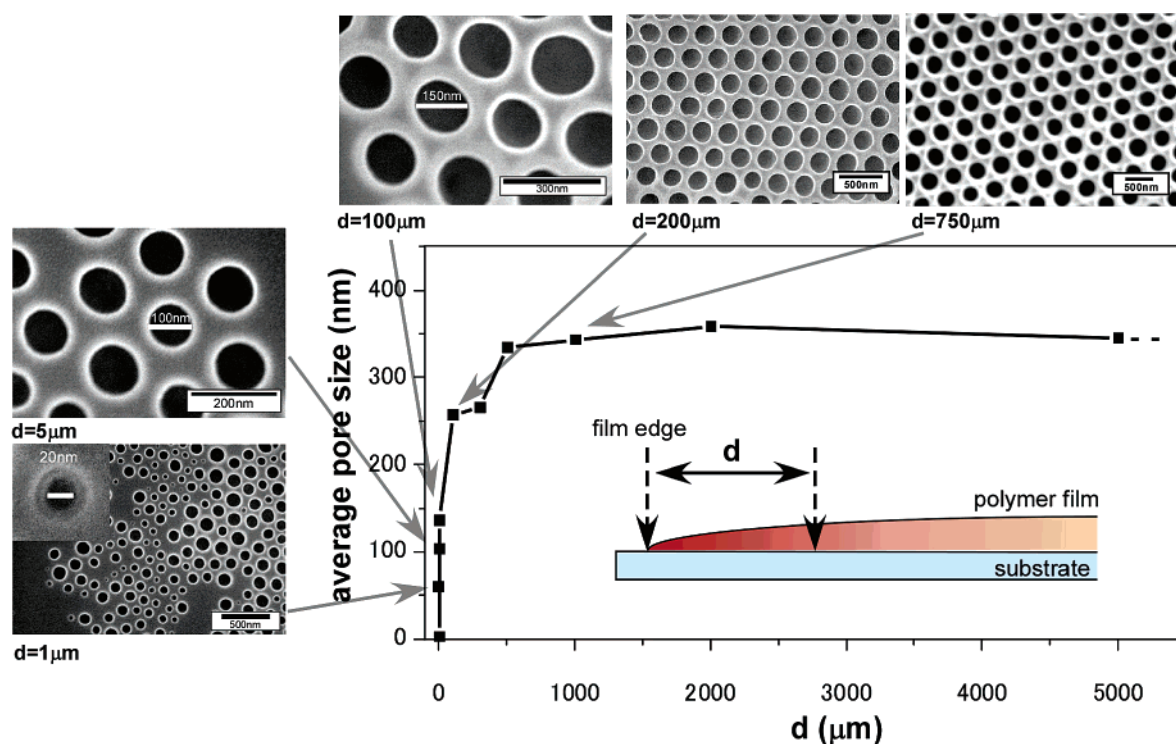 150nm
300nm
500nm
500nm
d=100μm
d=200μm
d=750μm
100nm
200nm
d=5μm
20nm
500nm
d=1μm
average pore size (nm)
400
300
200
100
0
film edge
d
polymer film
substrate
0
1000
2000
3000
4000
5000
d (μm)